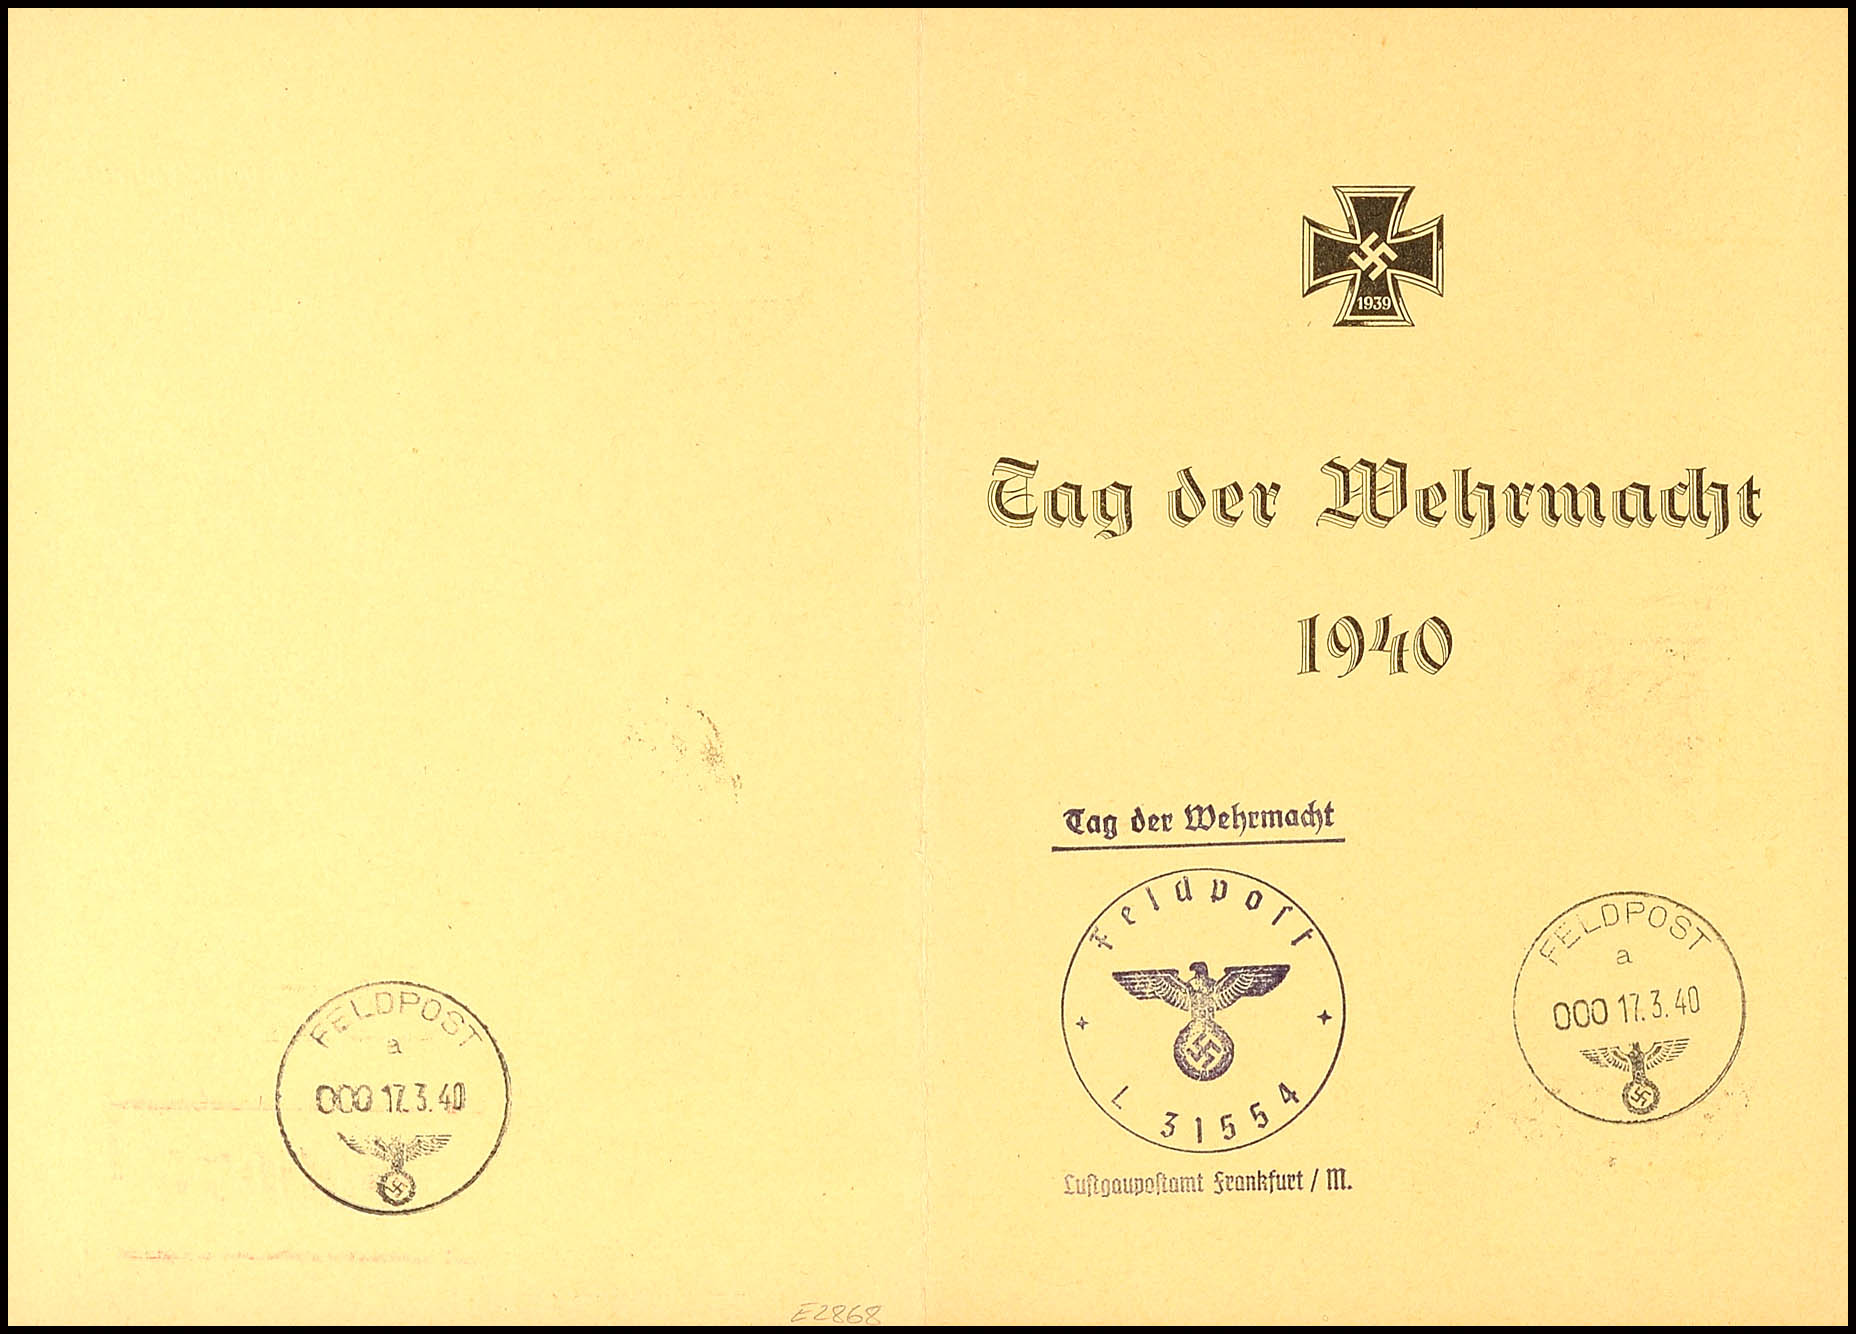 1939
Tag der Wehrmacht
1940
Tag der Wehrmacht
Feldpost
L 31554
Luftgaupostamt Frankfurt / M.
FELDPOST
a
000 17.3.40
FELDPOST
a
000 17.3.40
E2868